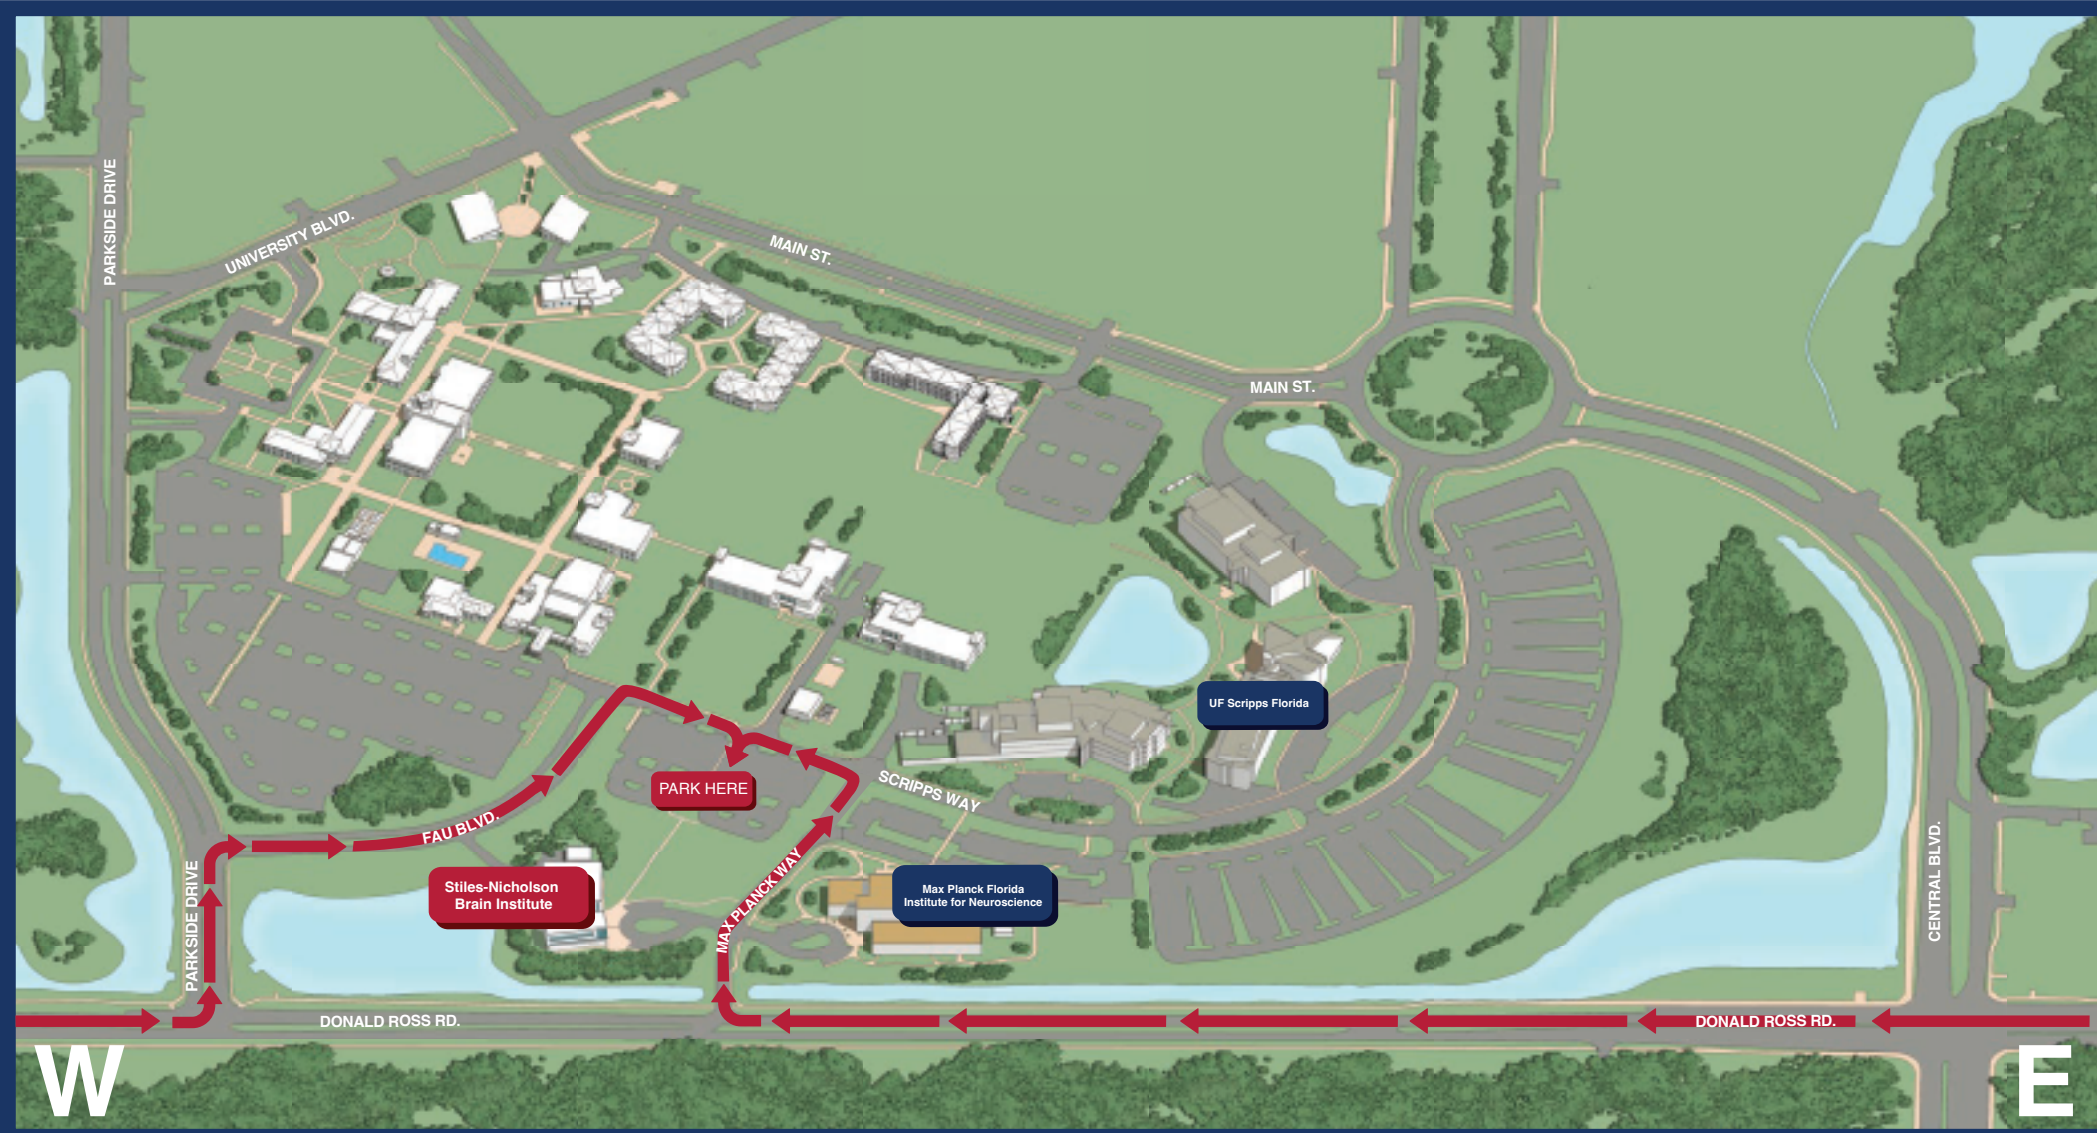 PARKSIDE DRIVE
UNIVERSITY BLVD.
MAIN ST.
MAIN ST.
UF Scripps Florida
PARK HERE
SCRIPPS WAY
FAU BLVD.
PARKSIDE DRIVE
Stiles-Nicholson
Brain Institute
MAX PLANCK WAY
Max Planck Florida
Institute for Neuroscience
CENTRAL BLVD.
DONALD ROSS RD.
DONALD ROSS RD.
W
E